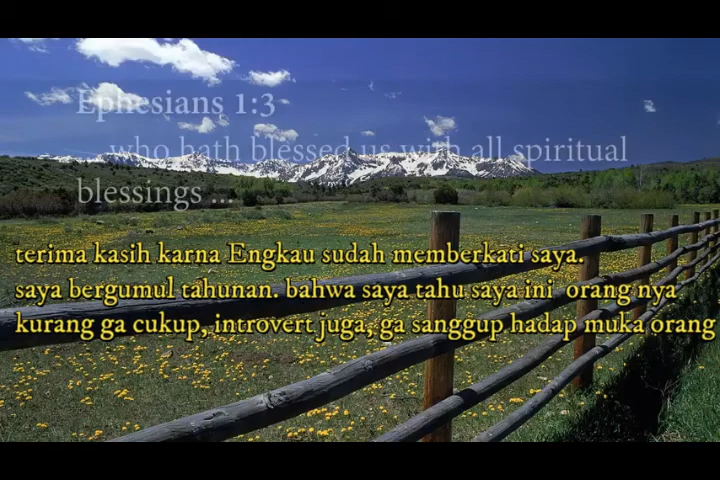 Ephesians 1:3
... who hath blessed us with all spiritual
blessings ...
terima kasih karna Engkau sudah memberkati saya.
saya bergumul tahunan. bahwa saya tahu saya ini orang nya
kurang ga cukup, introvert juga, ga sanggup hadap muka orang